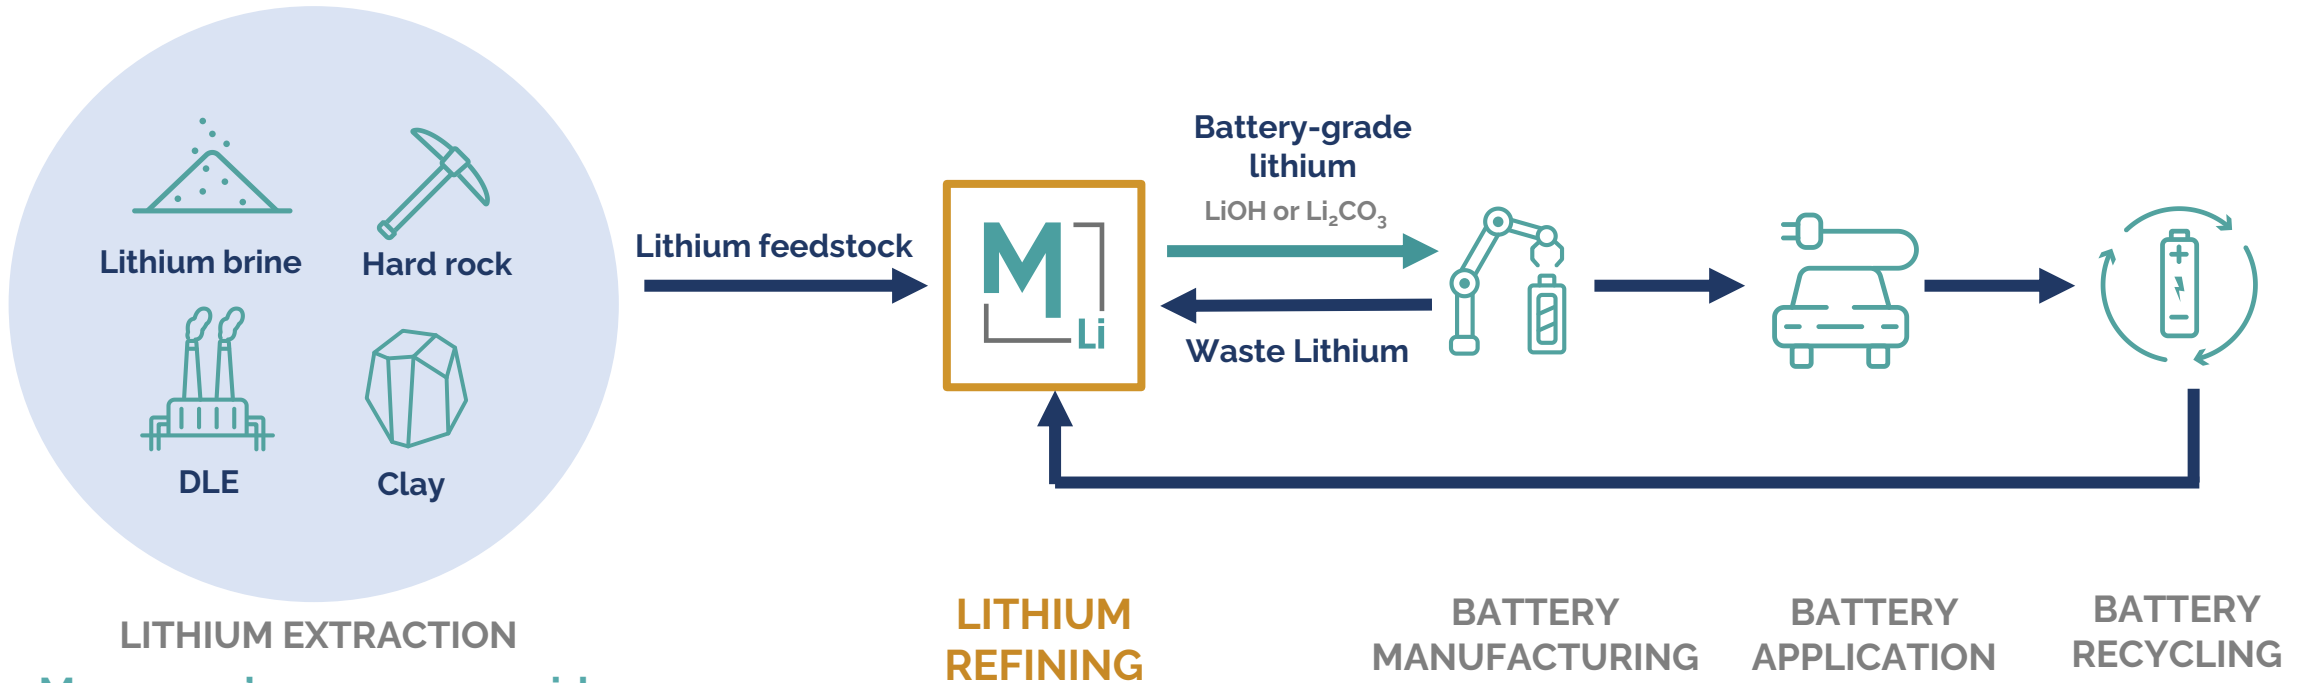 Lithium brine
Hard rock
DLE
Clay
LITHIUM EXTRACTION
Lithium feedstock
M
Li
LITHIUM
REFINING
Battery-grade
lithium
LiOH or Li₂CO₃
Waste Lithium
BATTERY
MANUFACTURING
BATTERY
APPLICATION
BATTERY
RECYCLING